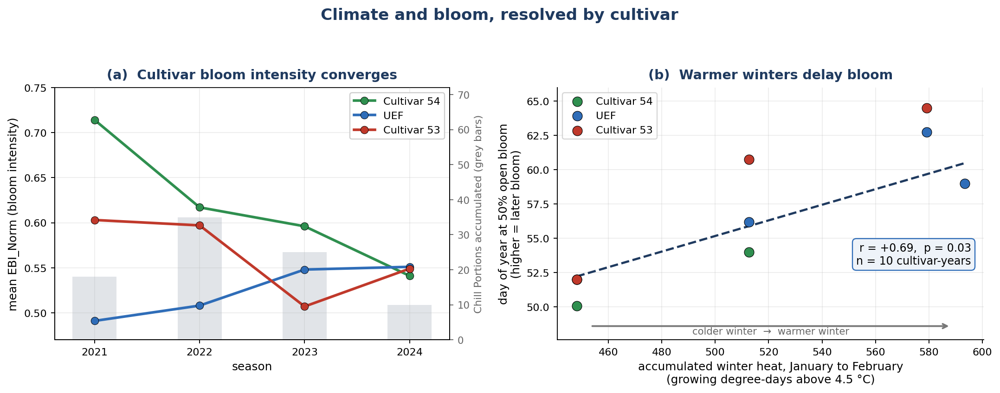 Climate and bloom, resolved by cultivar
(a)  Cultivar bloom intensity converges
mean EBI_Norm (bloom intensity)
0.75
0.70
0.65
0.60
0.55
0.50
Cultivar 54
UEF
Cultivar 53
70
60
50
40
30
20
10
0
Chill Portions accumulated (grey bars)
2021
2022
2023
2024
season
(b)  Warmer winters delay bloom
day of year at 50% open bloom
(higher = later bloom)
65.0
62.5
60.0
57.5
55.0
52.5
50.0
Cultivar 54
UEF
Cultivar 53
r = +0.69,  p = 0.03
n = 10 cultivar-years
colder winter → warmer winter
460
480
500
520
540
560
580
600
accumulated winter heat, January to February
(growing degree-days above 4.5 °C)